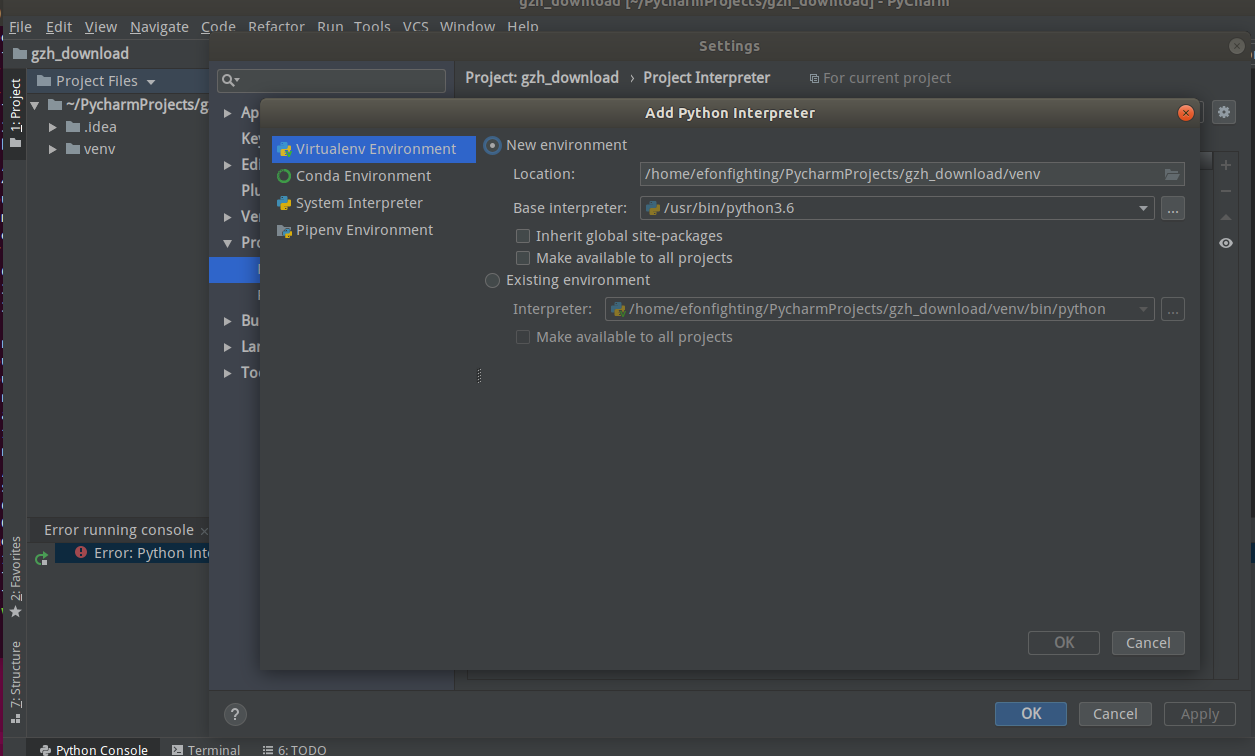 gzh_download [~/PycharmProjects/gzh_download] - PyCharm
File Edit View Navigate Code Refactor Run Tools VCS Window Help
gzh_download
Settings
Project Files
Project: gzh_download › Project Interpreter For current project
1: Project
~/PycharmProjects/g
.idea
venv
Ap
Key
Edi
Plu
Ver
Pro
Bu
Lan
Too
Add Python Interpreter
Virtualenv Environment
Conda Environment
System Interpreter
Pipenv Environment
New environment
Location: /home/efonfighting/PycharmProjects/gzh_download/venv
Base interpreter: /usr/bin/python3.6 ...
Inherit global site-packages
Make available to all projects
Existing environment
Interpreter: /home/efonfighting/PycharmProjects/gzh_download/venv/bin/python ...
Make available to all projects
OK Cancel
Error running console
Error: Python inte
2: Favorites
7: Structure
? OK Cancel Apply
Python Console Terminal 6: TODO